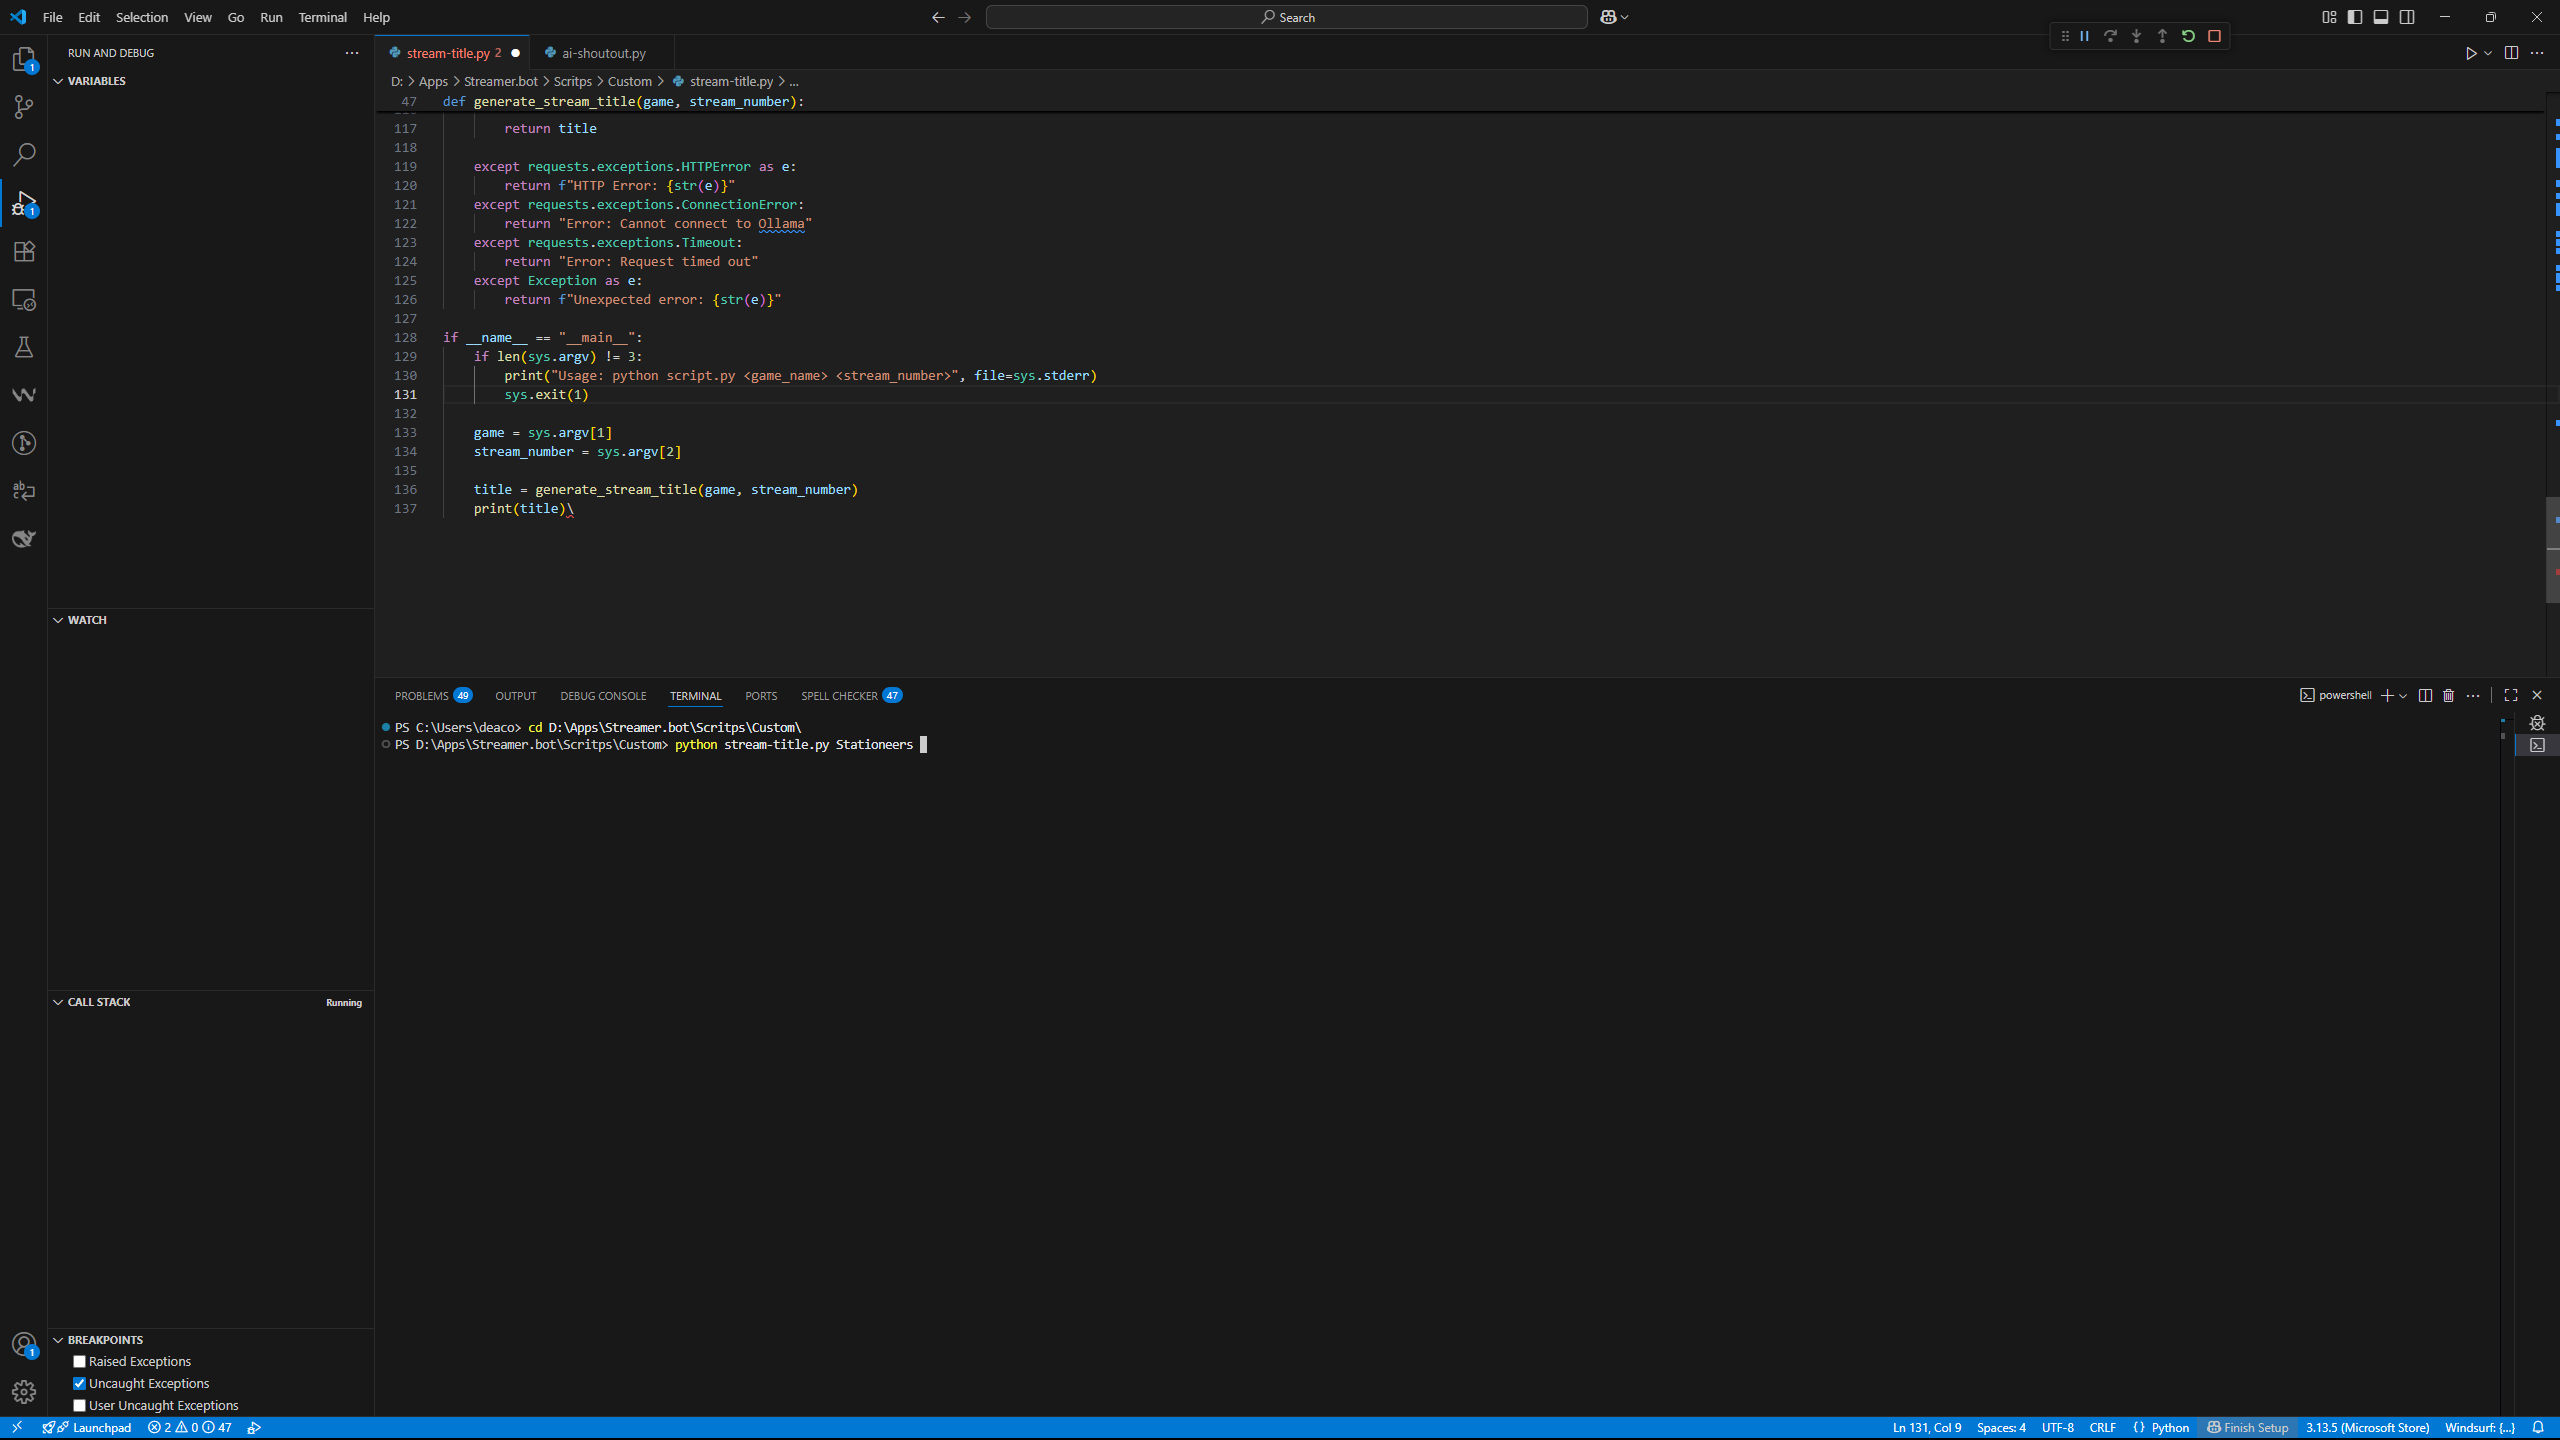 File Edit Selection View Go Run Terminal Help
Search
RUN AND DEBUG
VARIABLES
WATCH
CALL STACK Running
BREAKPOINTS
Raised Exceptions
Uncaught Exceptions
User Uncaught Exceptions
stream-title.py 2 ai-shoutout.py
D: > Apps > Streamer.bot > Scritps > Custom > stream-title.py > ...
47 def generate_stream_title(game, stream_number):
117 return title
118
119 except requests.exceptions.HTTPError as e:
120 return f"HTTP Error: {str(e)}"
121 except requests.exceptions.ConnectionError:
122 return "Error: Cannot connect to Ollama"
123 except requests.exceptions.Timeout:
124 return "Error: Request timed out"
125 except Exception as e:
126 return f"Unexpected error: {str(e)}"
127
128 if __name__ == "__main__":
129 if len(sys.argv) != 3:
130 print("Usage: python script.py <game_name> <stream_number>", file=sys.stderr)
131 sys.exit(1)
132
133 game = sys.argv[1]
134 stream_number = sys.argv[2]
135
136 title = generate_stream_title(game, stream_number)
137 print(title)\
PROBLEMS 49 OUTPUT DEBUG CONSOLE TERMINAL PORTS SPELL CHECKER 47
powershell
PS C:\Users\deaco> cd D:\Apps\Streamer.bot\Scritps\Custom\
PS D:\Apps\Streamer.bot\Scritps\Custom> python stream-title.py Stationeers
Launchpad 2 0 47
Ln 131, Col 9 Spaces: 4 UTF-8 CRLF {} Python Finish Setup 3.13.5 (Microsoft Store) Windsurf: {...}